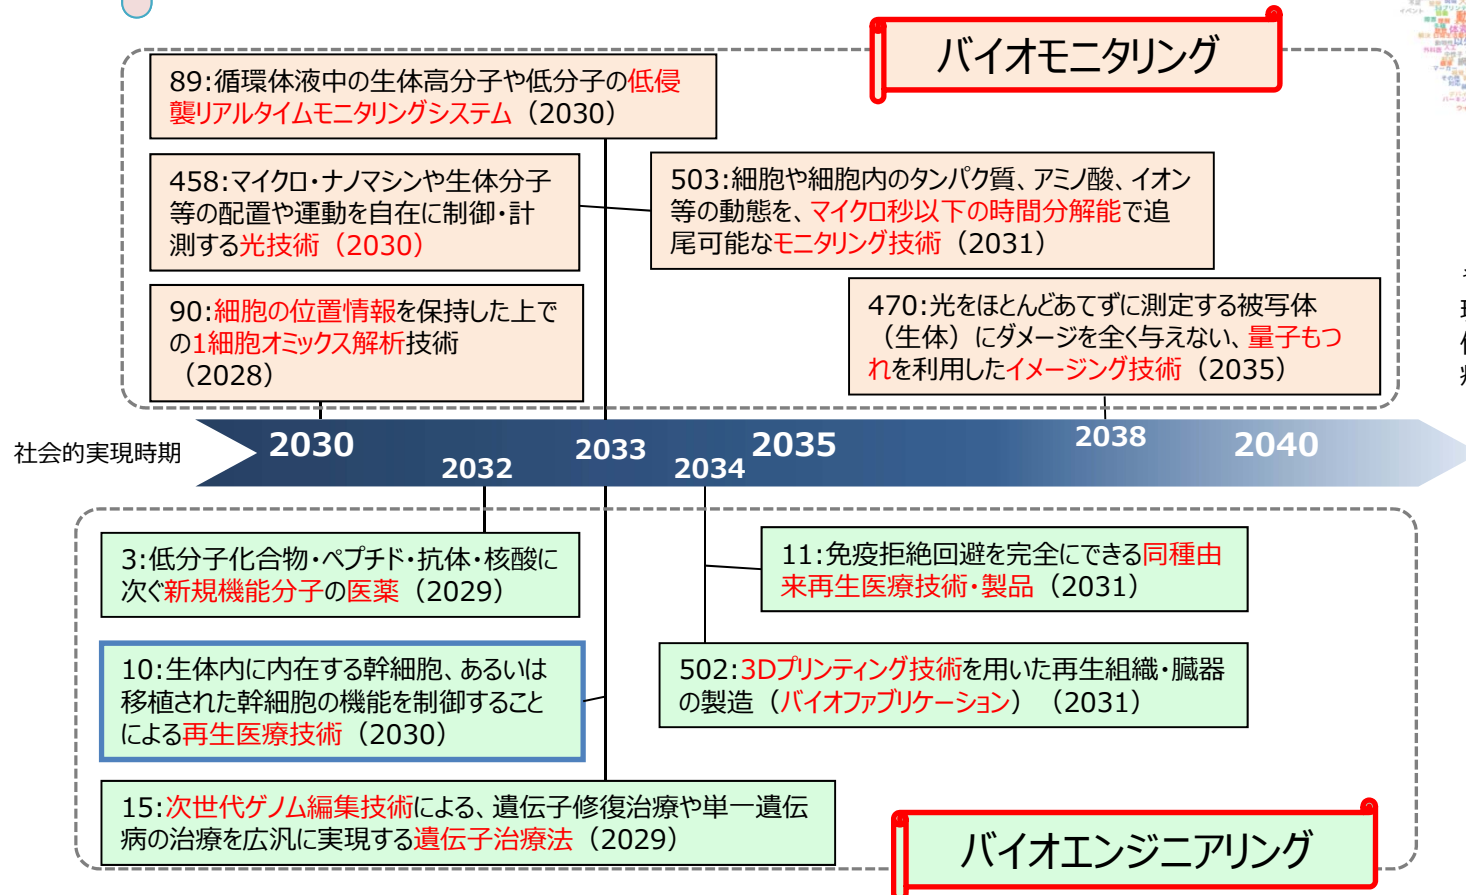 バイオモニタリング
89:循環体液中の生体高分子や低分子の低侵
襲リアルタイムモニタリングシステム（2030）
458:マイクロ・ナノマシンや生体分子
等の配置や運動を自在に制御・計
測する光技術（2030）
503:細胞や細胞内のタンパク質、アミノ酸、イオン
等の動態を、マイクロ秒以下の時間分解能で追
尾可能なモニタリング技術（2031）
90:細胞の位置情報を保持した上で
の1細胞オミックス解析技術
（2028）
470:光をほとんどあてずに測定する被写体
（生体）にダメージを全く与えない、量子もつ
れを利用したイメージング技術（2035）
社会的実現時期
2030
2032
2033
2034
2035
2038
2040
3:低分子化合物・ペプチド・抗体・核酸に
次ぐ新規機能分子の医薬（2029）
11:免疫拒絶回避を完全にできる同種由
来再生医療技術・製品（2031）
10:生体内に内在する幹細胞、あるいは
移植された幹細胞の機能を制御すること
による再生医療技術（2030）
502:3Dプリンティング技術を用いた再生組織・臓器
の製造（バイオファブリケーション）（2031）
15:次世代ゲノム編集技術による、遺伝子修復治療や単一遺伝
病の治療を広汎に実現する遺伝子治療法（2029）
バイオエンジニアリング